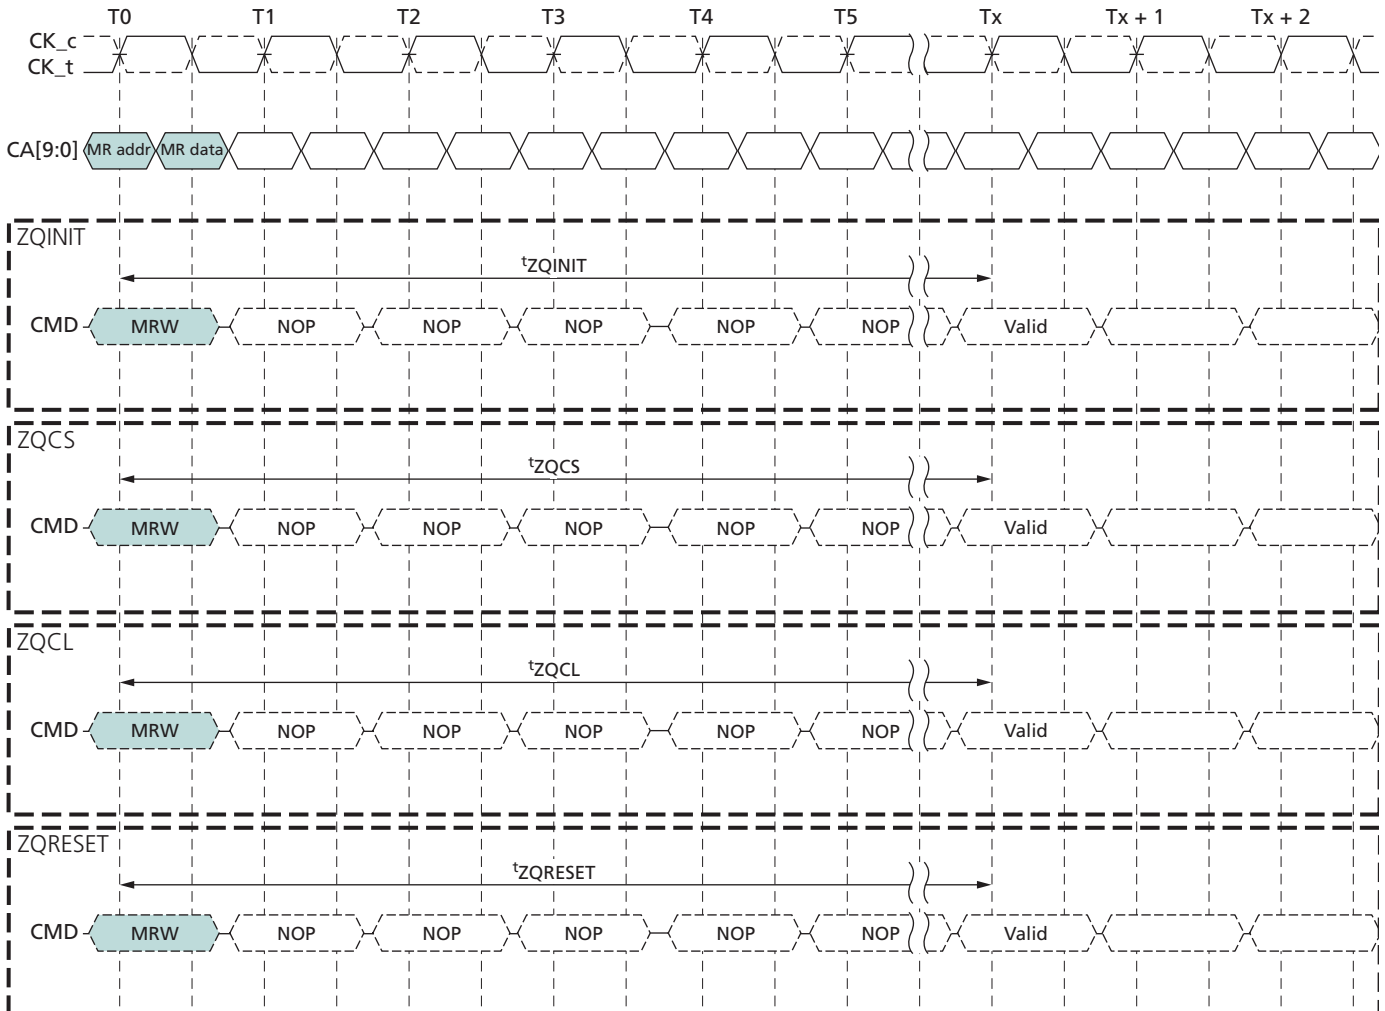 T0 T1 T2 T3 T4 T5 Tx Tx + 1 Tx + 2
CK_c
CK_t
CA[9:0] MR addr MR data
ZQINIT
tZQINIT
CMD MRW NOP NOP NOP NOP NOP Valid
ZQCS
tZQCS
CMD MRW NOP NOP NOP NOP NOP Valid
ZQCL
tZQCL
CMD MRW NOP NOP NOP NOP NOP Valid
ZQRESET
tZQRESET
CMD MRW NOP NOP NOP NOP NOP Valid